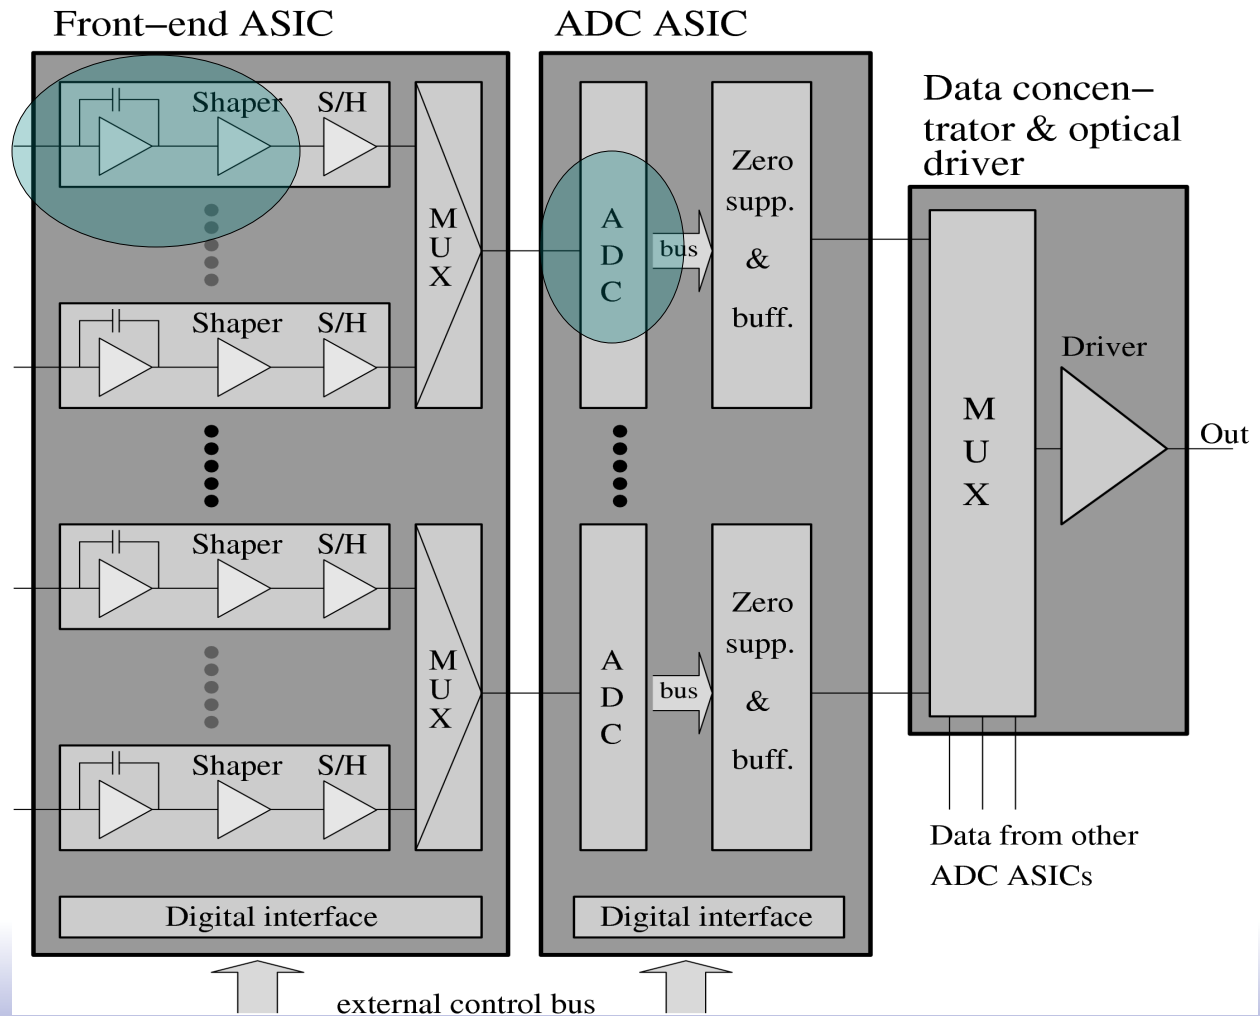 Front–end ASIC
ADC ASIC
Data concen–
trator & optical
driver
Shaper S/H
M
U
X
Shaper S/H
Shaper S/H
M
U
X
Shaper S/H
Digital interface
A
D
C
bus
Zero
supp.
&
buff.
A
D
C
bus
Zero
supp.
&
buff.
Digital interface
M
U
X
Driver
Out
Data from other
ADC ASICs
external control bus